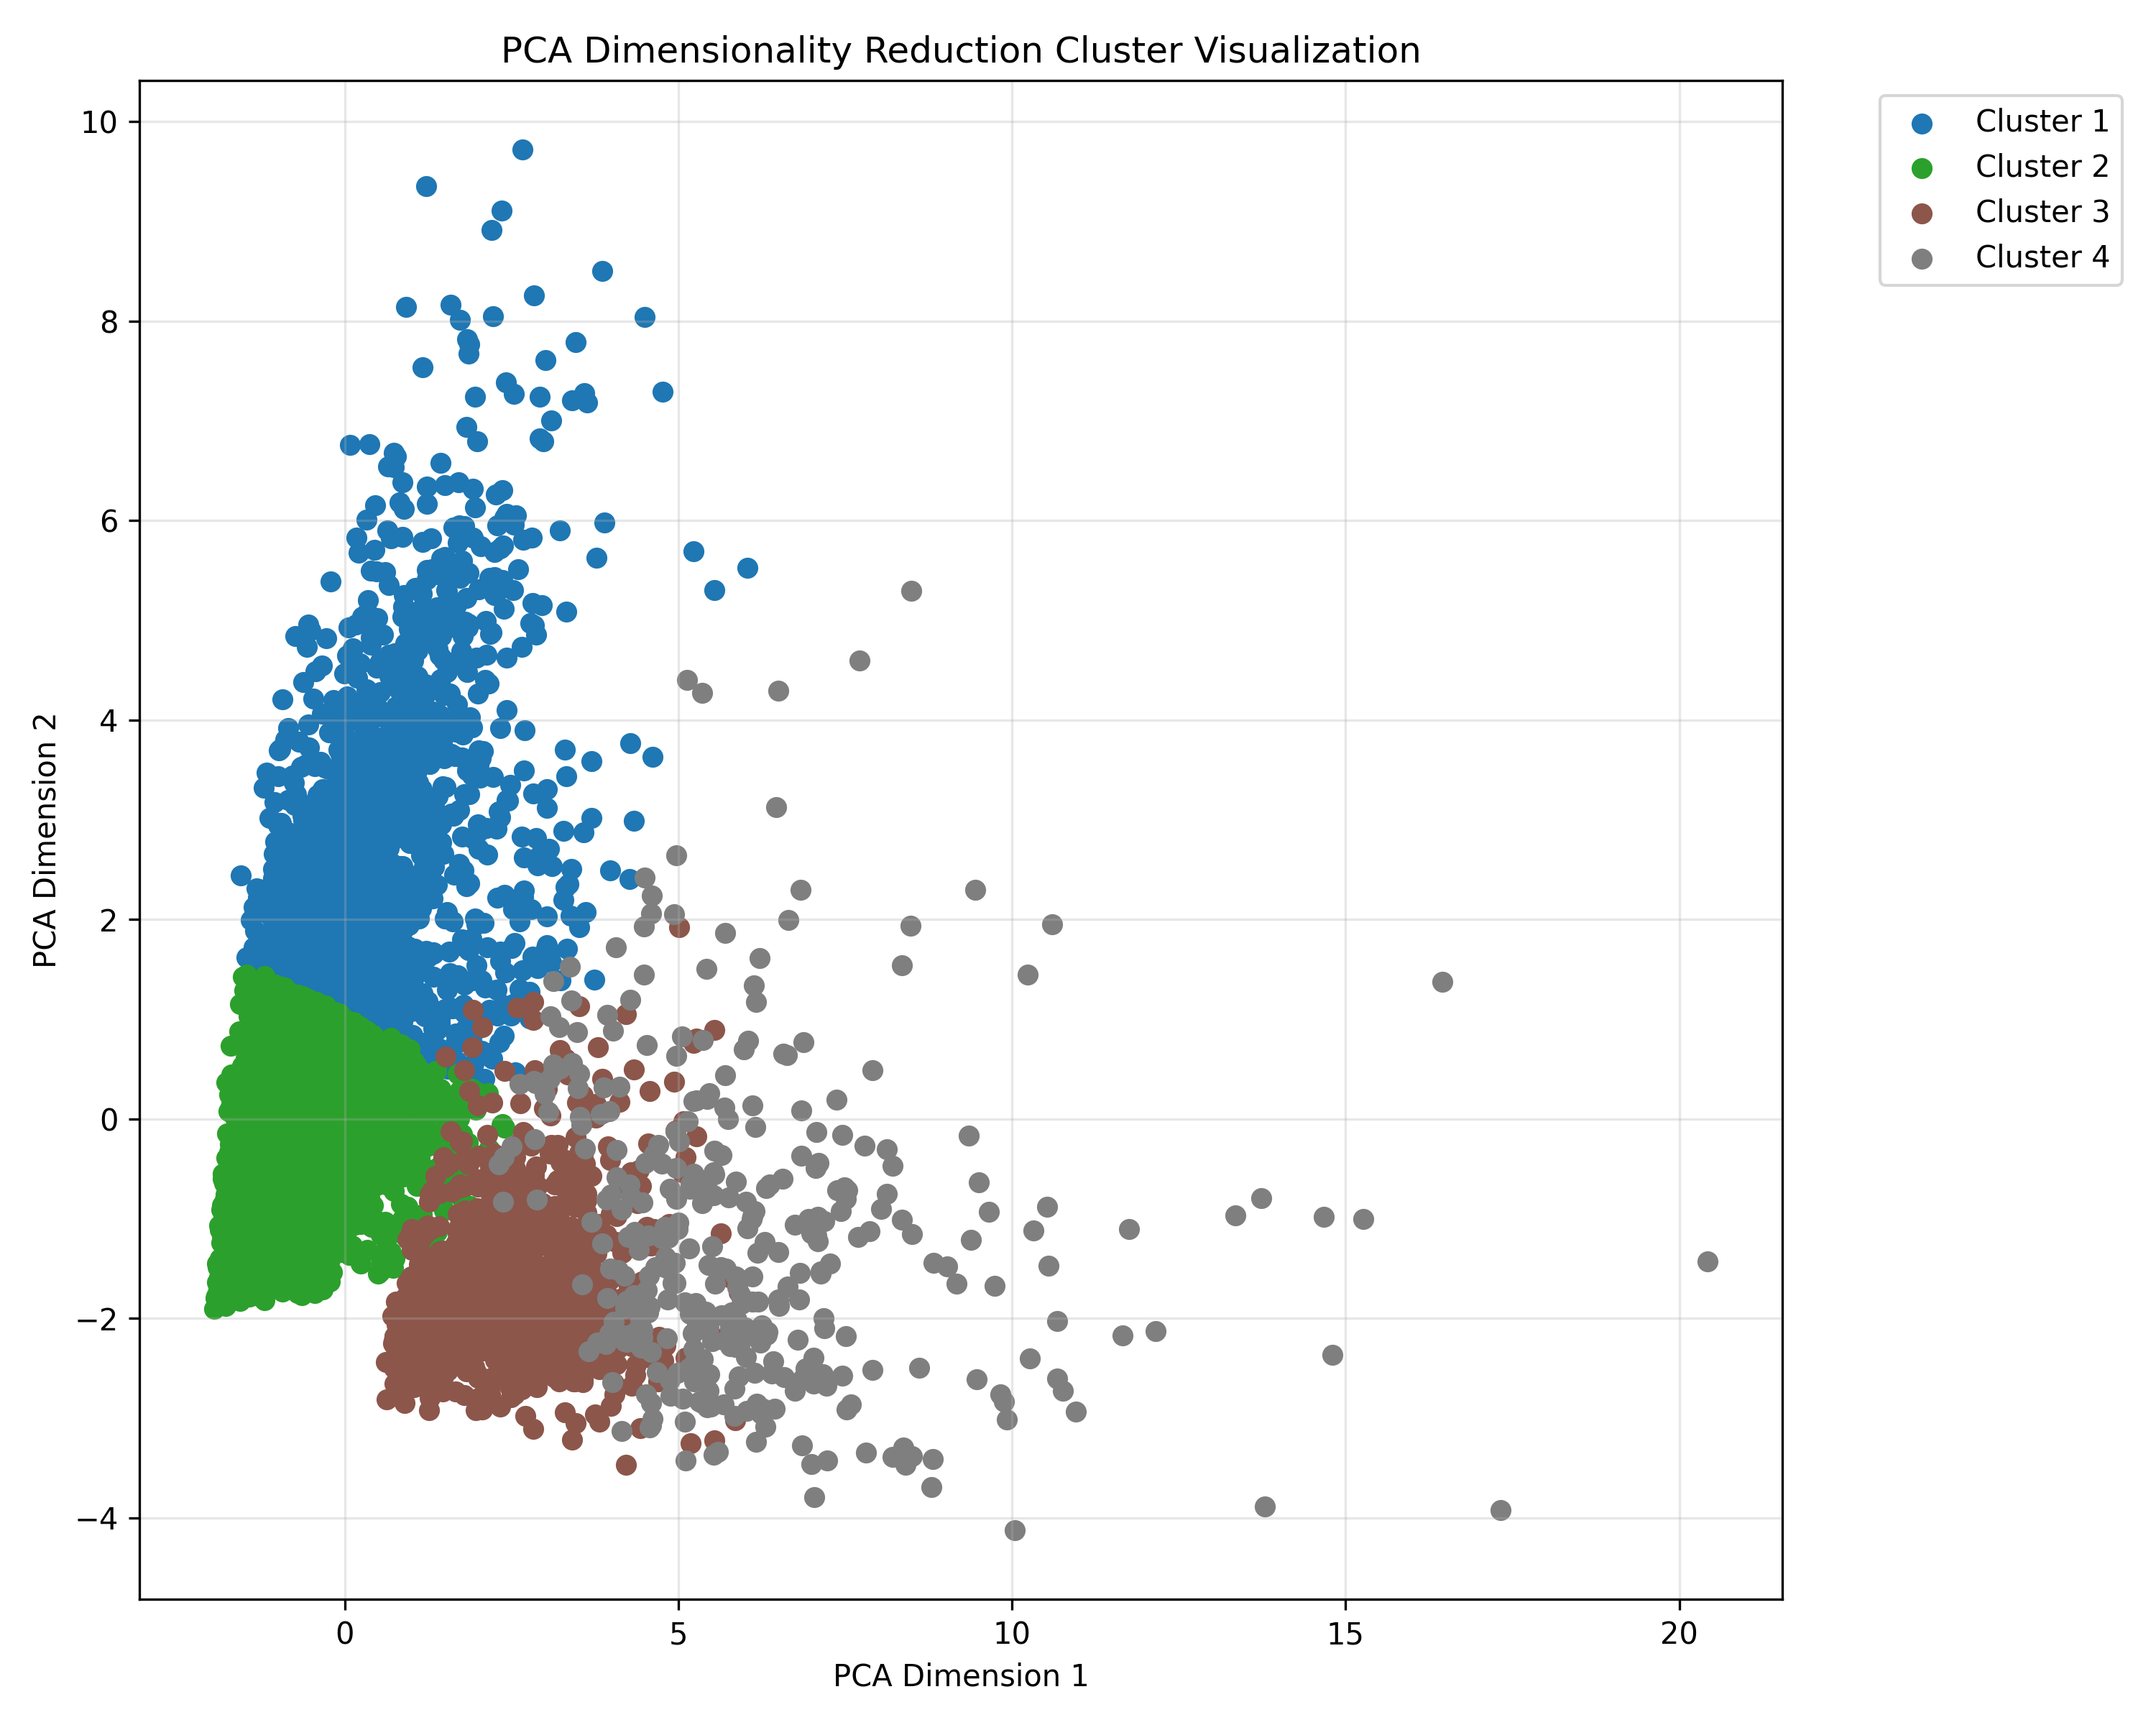 PCA Dimensionality Reduction Cluster Visualization
Cluster 1
Cluster 2
Cluster 3
Cluster 4
PCA Dimension 2
10
8
6
4
2
0
−2
−4
0 5 10 15 20
PCA Dimension 1